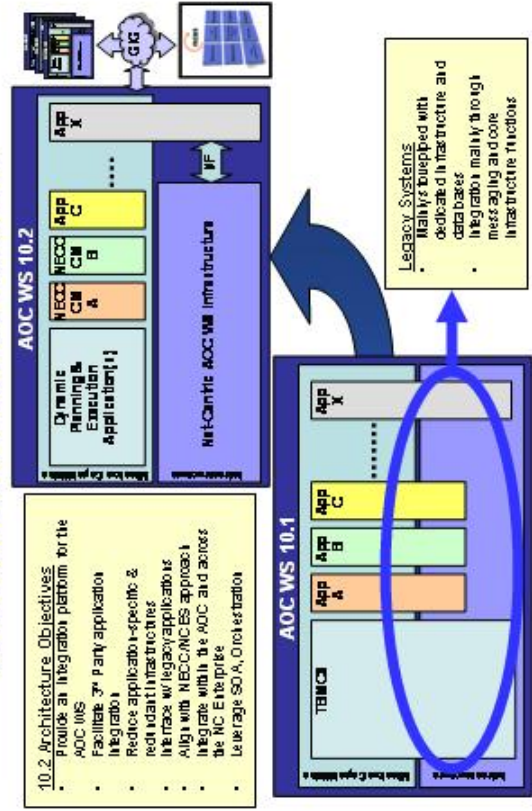 10.2 Architecture Objectives
• Provide an integration platform for the
AOC WS
• Facilitate 3rd Party application
Integration
• Reduce application-specific &
redundant infrastructures
• Interface w/ legacy applications
• Align with NECC/NCES approach
• Integrate within the AOC and across
the NC Enterprise
• Leverage SOA, Orchestration
AOC WS 10.2
Dynamic
Planning &
Execution
Application(s)
NECC
CM
A
NECC
CM
B
App
C
....
App
X
I/F
Net-Centric AOC WS Infrastructure
GIG
AOC WS 10.1
TBMCS
App
A
App
B
App
C
........
App
X
Legacy Systems
• Mainly stovepiped with
dedicated infrastructure and
databases
• Integration mainly through
messaging and core
infrastructure functions